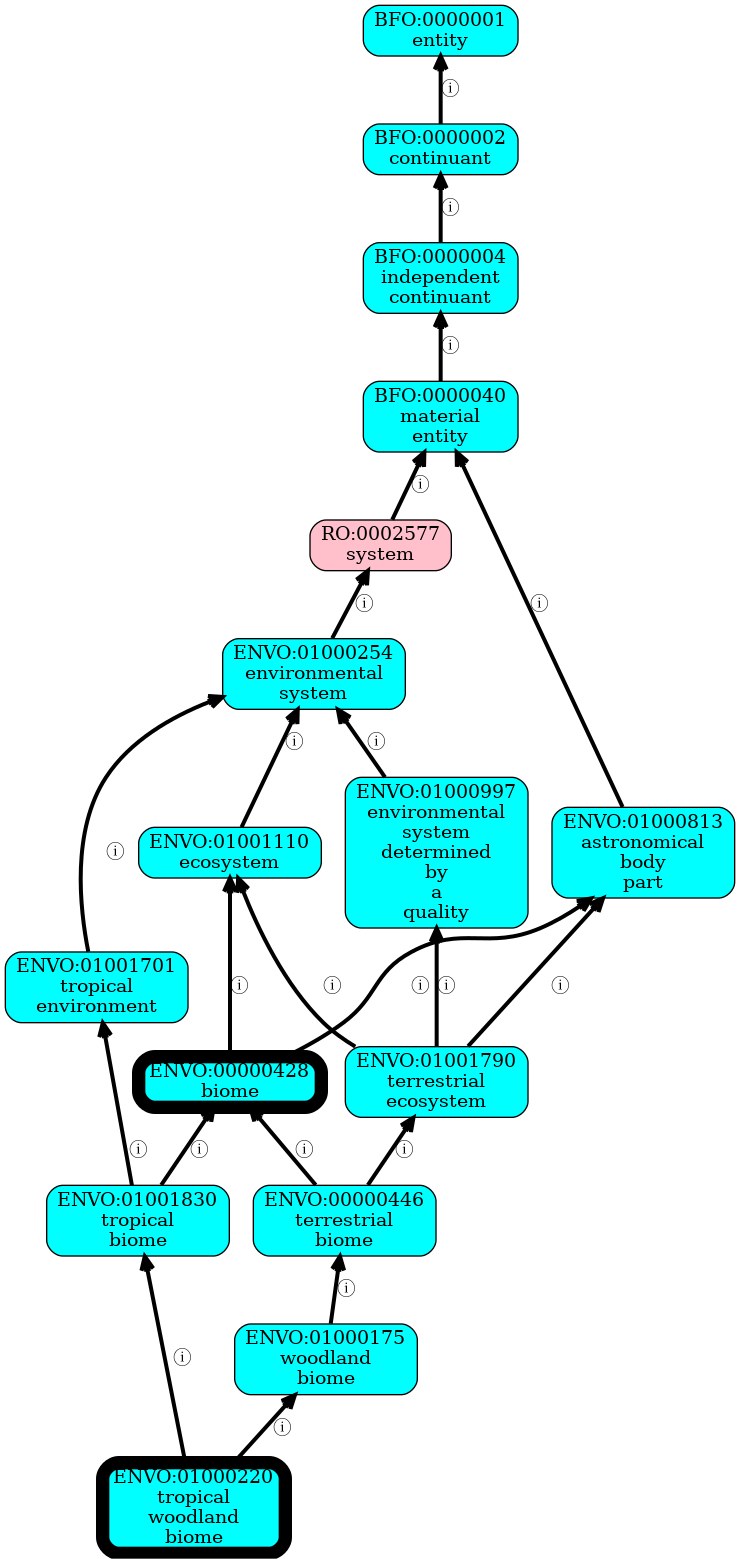 BFO:0000001
entity
ⓘ
BFO:0000002
continuant
ⓘ
BFO:0000004
independent
continuant
ⓘ
BFO:0000040
material
entity
ⓘ
RO:0002577
system
ⓘ
ⓘ
ENVO:01000254
environmental
system
ⓘ
ⓘ
ENVO:01000997
environmental
system
determined
by
a
quality
ENVO:01000813
astronomical
body
part
ENVO:01001110
ecosystem
ⓘ
ENVO:01001701
tropical
environment
ⓘ
ⓘ
ⓘ
ⓘ
ⓘ
ENVO:00000428
biome
ENVO:01001790
terrestrial
ecosystem
ⓘ
ⓘ
ⓘ
ⓘ
ENVO:01001830
tropical
biome
ENVO:00000446
terrestrial
biome
ⓘ
ENVO:01000175
woodland
biome
ⓘ
ⓘ
ENVO:01000220
tropical
woodland
biome